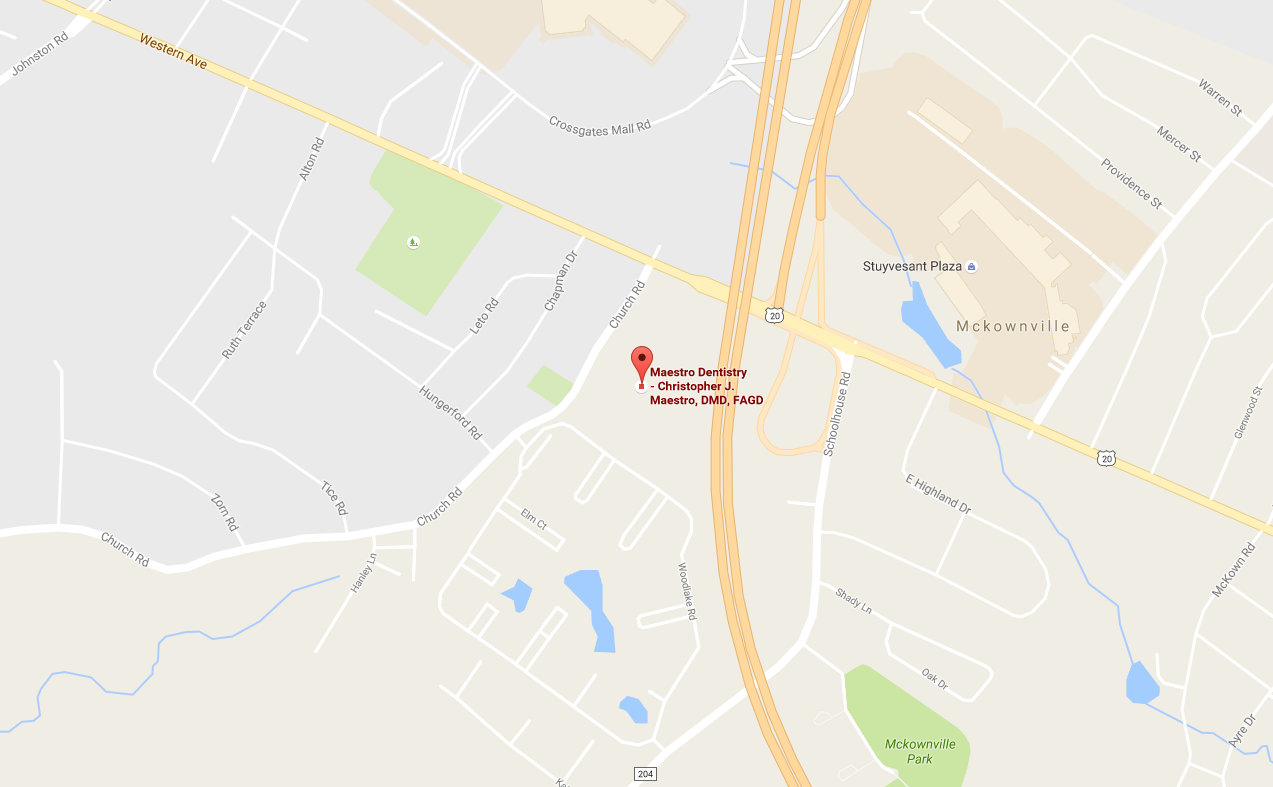 Johnston Rd
Western Ave
Crossgates Mall Rd
Warren St
Mercer St
Providence St
Alton Rd
Stuyvesant Plaza
Chapman Dr
Leto Rd
Church Rd
20
Mckownville
Ruth Terrace
Maestro Dentistry
- Christopher J.
Maestro, DMD, FAGD
Hungerford Rd
Schoolhouse Rd
Glenwood St
20
Tice Rd
Zorn Rd
Church Rd
E Highland Dr
Elm Ct
Church Rd
Hanley Ln
Woodlake Rd
McKown Rd
Shady Ln
Oak Dr
Ayre Dr
Mckownville
Park
204